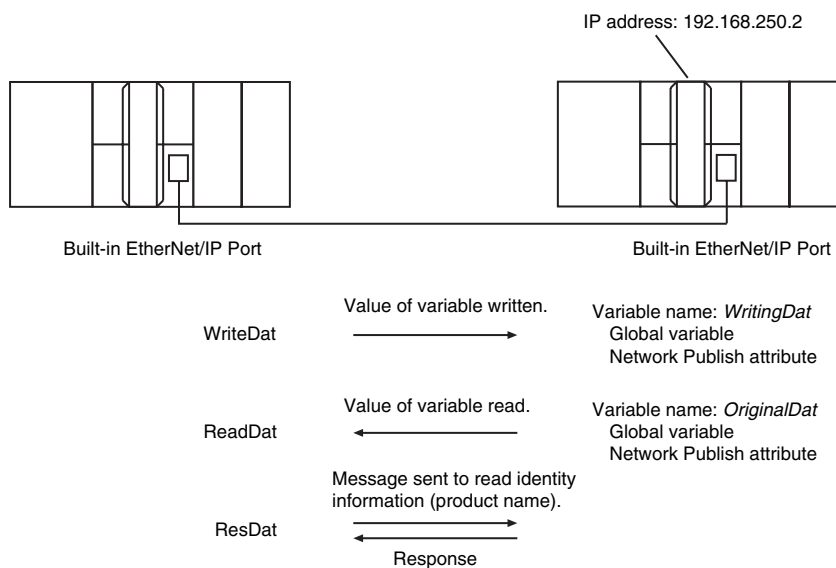 IP address: 192.168.250.2
Built-in EtherNet/IP Port
Built-in EtherNet/IP Port
Value of variable written.
WriteDat
Variable name: WritingDat
Global variable
Network Publish attribute
Value of variable read.
ReadDat
Variable name: OriginalDat
Global variable
Network Publish attribute
Message sent to read identity
information (product name).
ResDat
Response